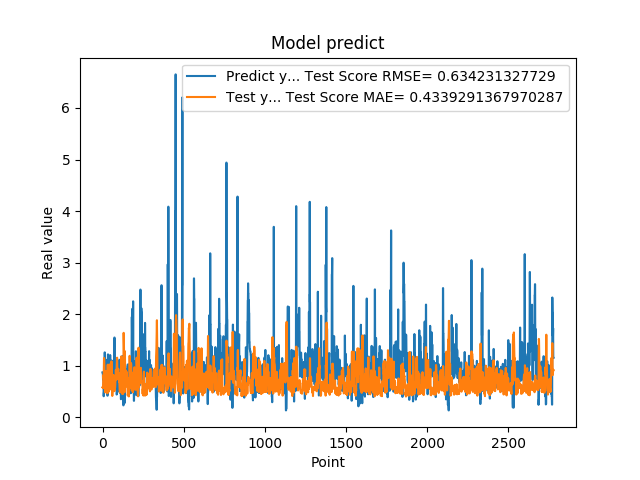 Model predict
Predict y... Test Score RMSE= 0.634231327729
Test y... Test Score MAE= 0.4339291367970287
Real value
6
5
4
3
2
1
0
0 500 1000 1500 2000 2500
Point